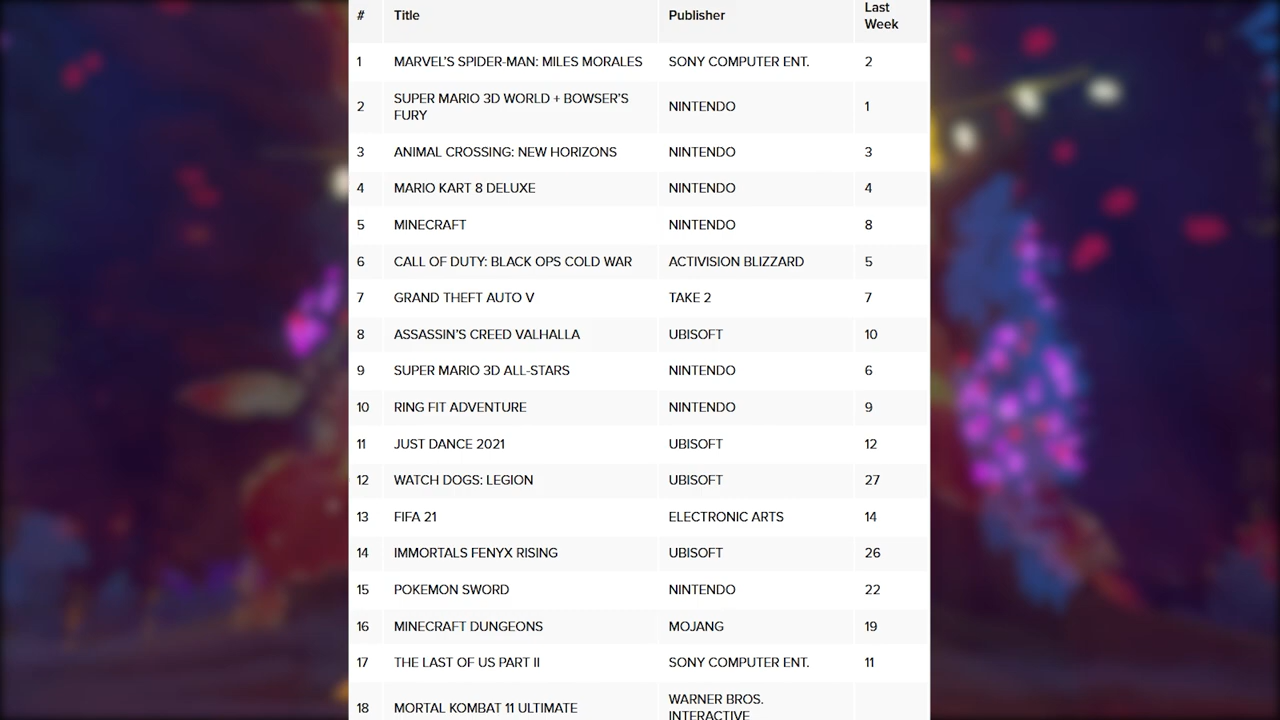 # Title Publisher Last Week
1 MARVEL'S SPIDER-MAN: MILES MORALES SONY COMPUTER ENT. 2
2 SUPER MARIO 3D WORLD + BOWSER'S FURY NINTENDO 1
3 ANIMAL CROSSING: NEW HORIZONS NINTENDO 3
4 MARIO KART 8 DELUXE NINTENDO 4
5 MINECRAFT NINTENDO 8
6 CALL OF DUTY: BLACK OPS COLD WAR ACTIVISION BLIZZARD 5
7 GRAND THEFT AUTO V TAKE 2 7
8 ASSASSIN'S CREED VALHALLA UBISOFT 10
9 SUPER MARIO 3D ALL-STARS NINTENDO 6
10 RING FIT ADVENTURE NINTENDO 9
11 JUST DANCE 2021 UBISOFT 12
12 WATCH DOGS: LEGION UBISOFT 27
13 FIFA 21 ELECTRONIC ARTS 14
14 IMMORTALS FENYX RISING UBISOFT 26
15 POKEMON SWORD NINTENDO 22
16 MINECRAFT DUNGEONS MOJANG 19
17 THE LAST OF US PART II SONY COMPUTER ENT. 11
18 MORTAL KOMBAT 11 ULTIMATE WARNER BROS. INTERACTIVE